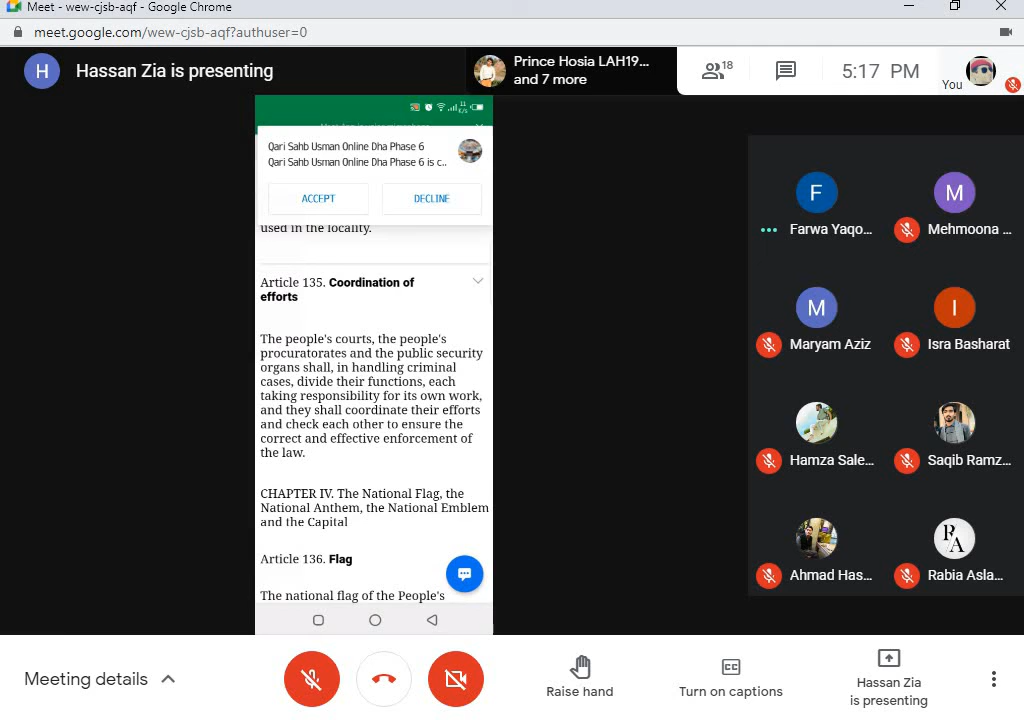 Meet - wew-cjsb-aqf - Google Chrome
meet.google.com/wew-cjsb-aqf?authuser=0
H
Hassan Zia is presenting
Prince Hosia LAH19...
and 7 more
18
5:17 PM
You
Qari Sahb Usman Online Dha Phase 6
Qari Sahb Usman Online Dha Phase 6 is c..
ACCEPT
DECLINE
used in the locality.
Article 135. Coordination of
efforts
The people's courts, the people's
procuratorates and the public security
organs shall, in handling criminal
cases, divide their functions, each
taking responsibility for its own work,
and they shall coordinate their efforts
and check each other to ensure the
correct and effective enforcement of
the law.
CHAPTER IV. The National Flag, the
National Anthem, the National Emblem
and the Capital
Article 136. Flag
The national flag of the People's
F
M
Farwa Yaqo...
Mehmoona ...
M
I
Maryam Aziz
Isra Basharat
Hamza Sale...
Saqib Ramz...
RA
Ahmad Has...
Rabia Asla...
Meeting details
Raise hand
CC
Turn on captions
Hassan Zia
is presenting